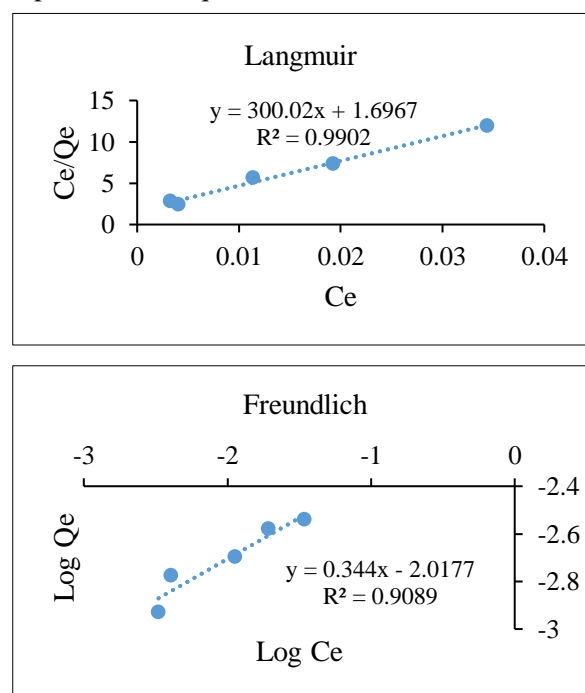 Langmuir
y = 300.02x + 1.6967
R² = 0.9902
15
10
5
0
Ce/Qe
0 0.01 0.02 0.03 0.04
Ce
Freundlich
-3 -2 -1 0
-2.4
-2.6
-2.8
-3
Log Qe
y = 0.344x - 2.0177
R² = 0.9089
Log Ce